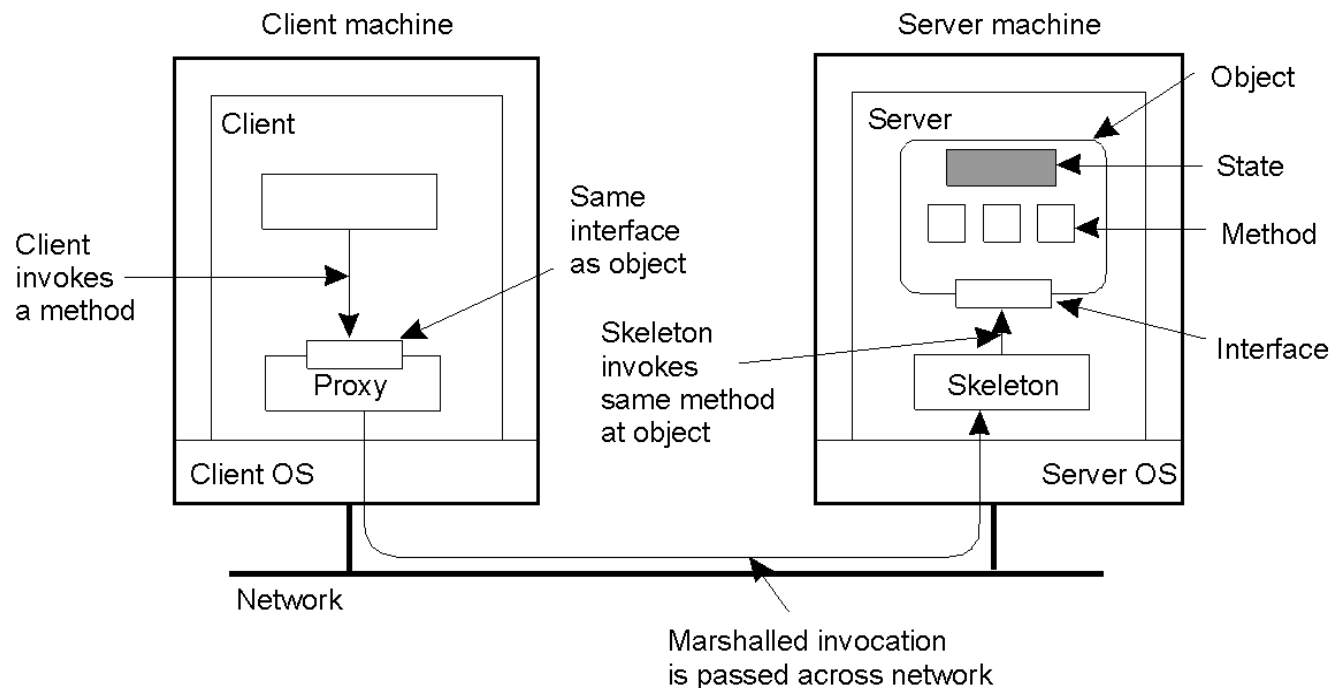 Client machine
Server machine
Client
Server
Object
State
Method
Interface
Same
interface
as object
Client
invokes
a method
Proxy
Skeleton
invokes
same method
at object
Skeleton
Client OS
Server OS
Network
Marshalled invocation
is passed across network